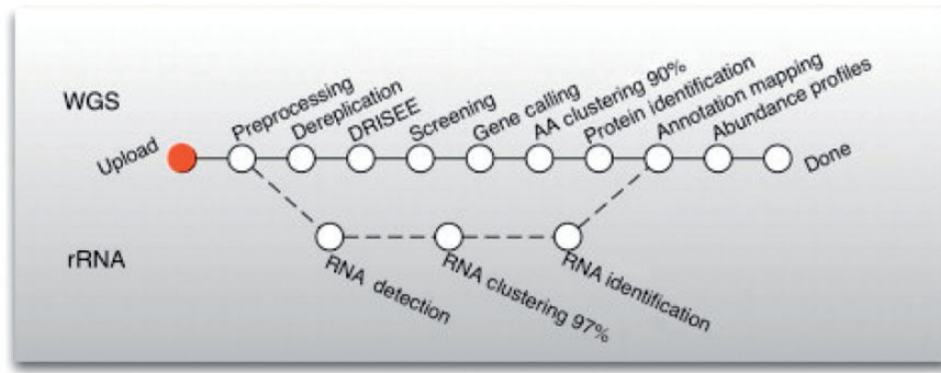 WGS
Upload
Preprocessing
Dereplication
DRISEE
Screening
Gene calling
AA clustering 90%
Protein identification
Annotation mapping
Abundance profiles
Done
rRNA
RNA detection
RNA clustering 97%
RNA identification